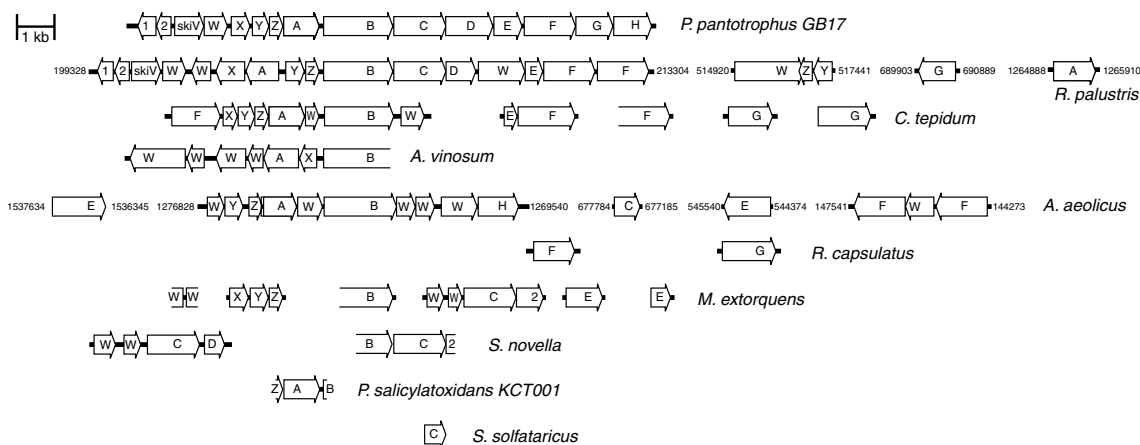 1 2 skiV W X Y Z A B C D E F G H P. pantotrophus GB17
1 kb
199328 1 2 skiV W W X A Y Z B C D W E F F 213304 514920 W Z Y 517441 689903 G 690889 1264888 A 1265910
R. palustris
F X Y Z A W B W E F F G G C. tepidum
W W W W A X B A. vinosum
1537634 E 1536345 1276828 W Y Z A W B W W W H 1269540 677784 C 677185 545540 E 544374 147541 F W F 144273 A. aeolicus
F G R. capsulatus
W W X Y Z B W W C 2 E E M. extorquens
W W C D B C 2 S. novella
Z A B P. salicylatoxidans KCT001
C S. solfataricus